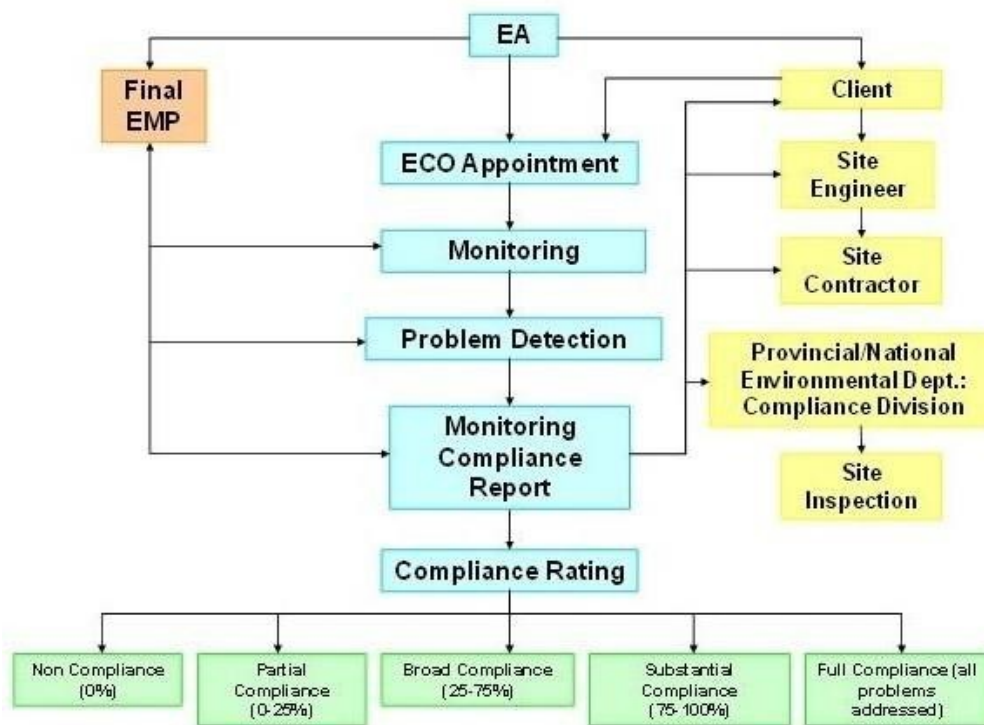 EA
Final
EMP
Client
ECO Appointment
Site
Engineer
Monitoring
Site
Contractor
Problem Detection
Provincial/National
Environmental Dept.:
Compliance Division
Monitoring
Compliance
Report
Site
Inspection
Compliance Rating
Non Compliance
(0%)
Partial
Compliance
(0-25%)
Broad Compliance
(25-75%)
Substantial
Compliance
(75-100%)
Full Compliance (all
problems
addressed)